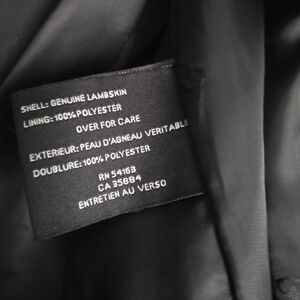 SHELL: GENUINE LAMBSKIN
LINING: 100% POLYESTER
OVER FOR CARE
EXTERIEUR: PEAU D'AGNEAU VERITABLE
DOUBLURE: 100% POLYESTER
RN 54163
CA 35884
ENTRETIEN AU VERSO